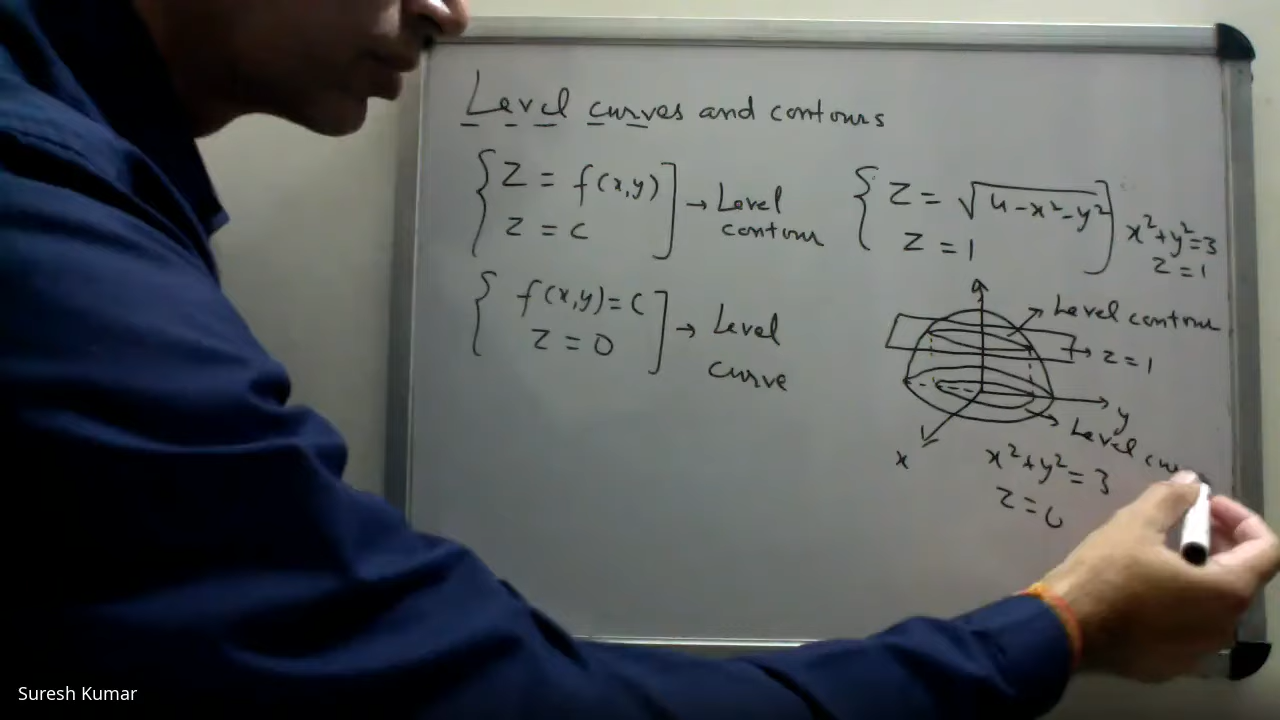 Level curves and contours
z = f(x,y)
z = c
→ Level
contour
f(x,y) = c
z = 0
→ Level
curve
z = √4-x²-y²
z = 1
x²+y²=3
z = 1
Level contour
z = 1
y
x
Level
x²+y² = 3
z = 0
Suresh Kumar